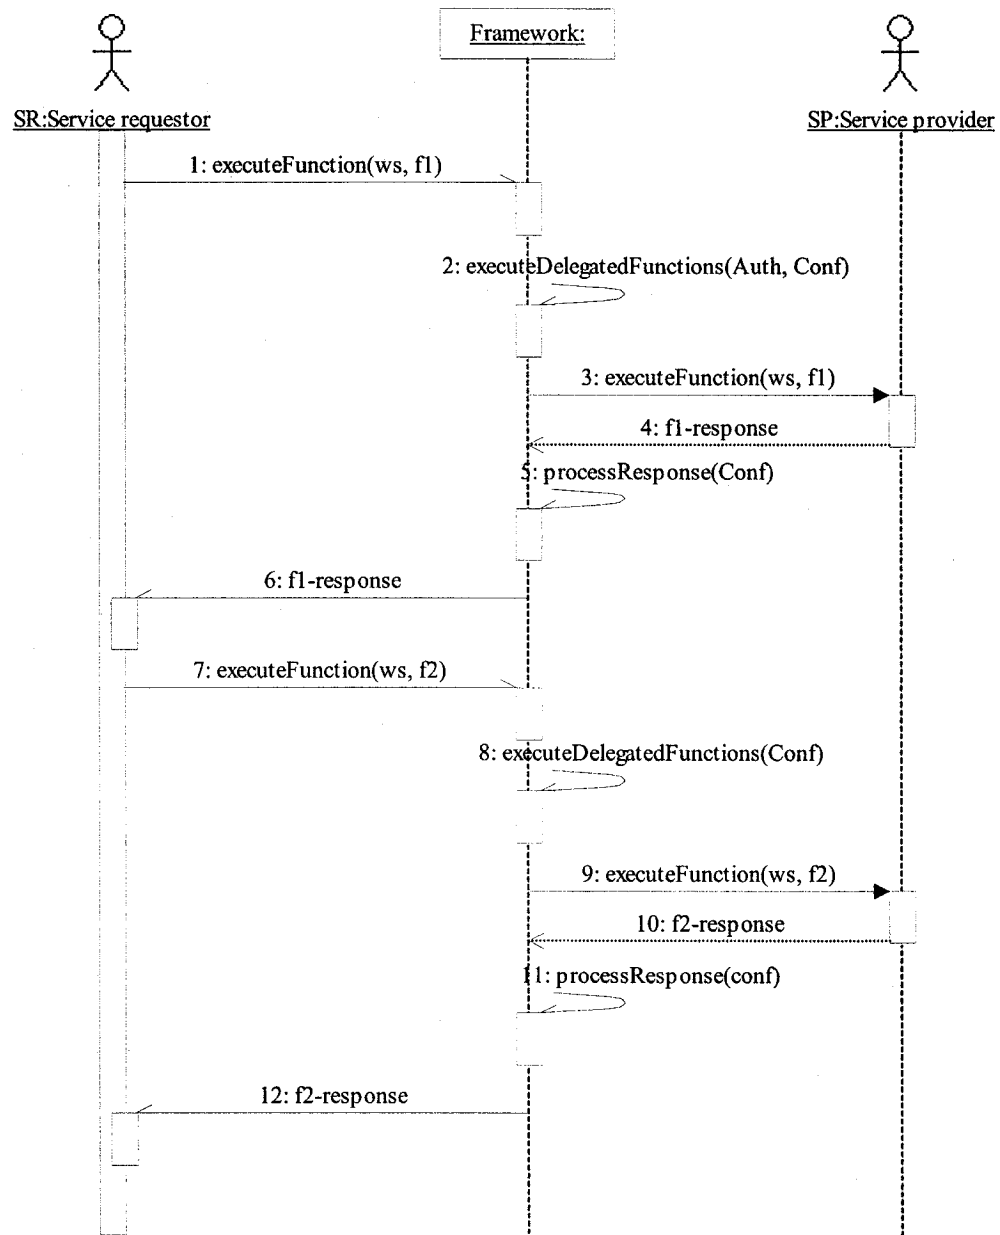 Framework:
SR:Service requestor
SP:Service provider
1: executeFunction(ws, f1)
2: executeDelegatedFunctions(Auth, Conf)
3: executeFunction(ws, f1)
4: f1-response
5: processResponse(Conf)
6: f1-response
7: executeFunction(ws, f2)
8: executeDelegatedFunctions(Conf)
9: executeFunction(ws, f2)
10: f2-response
11: processResponse(conf)
12: f2-response